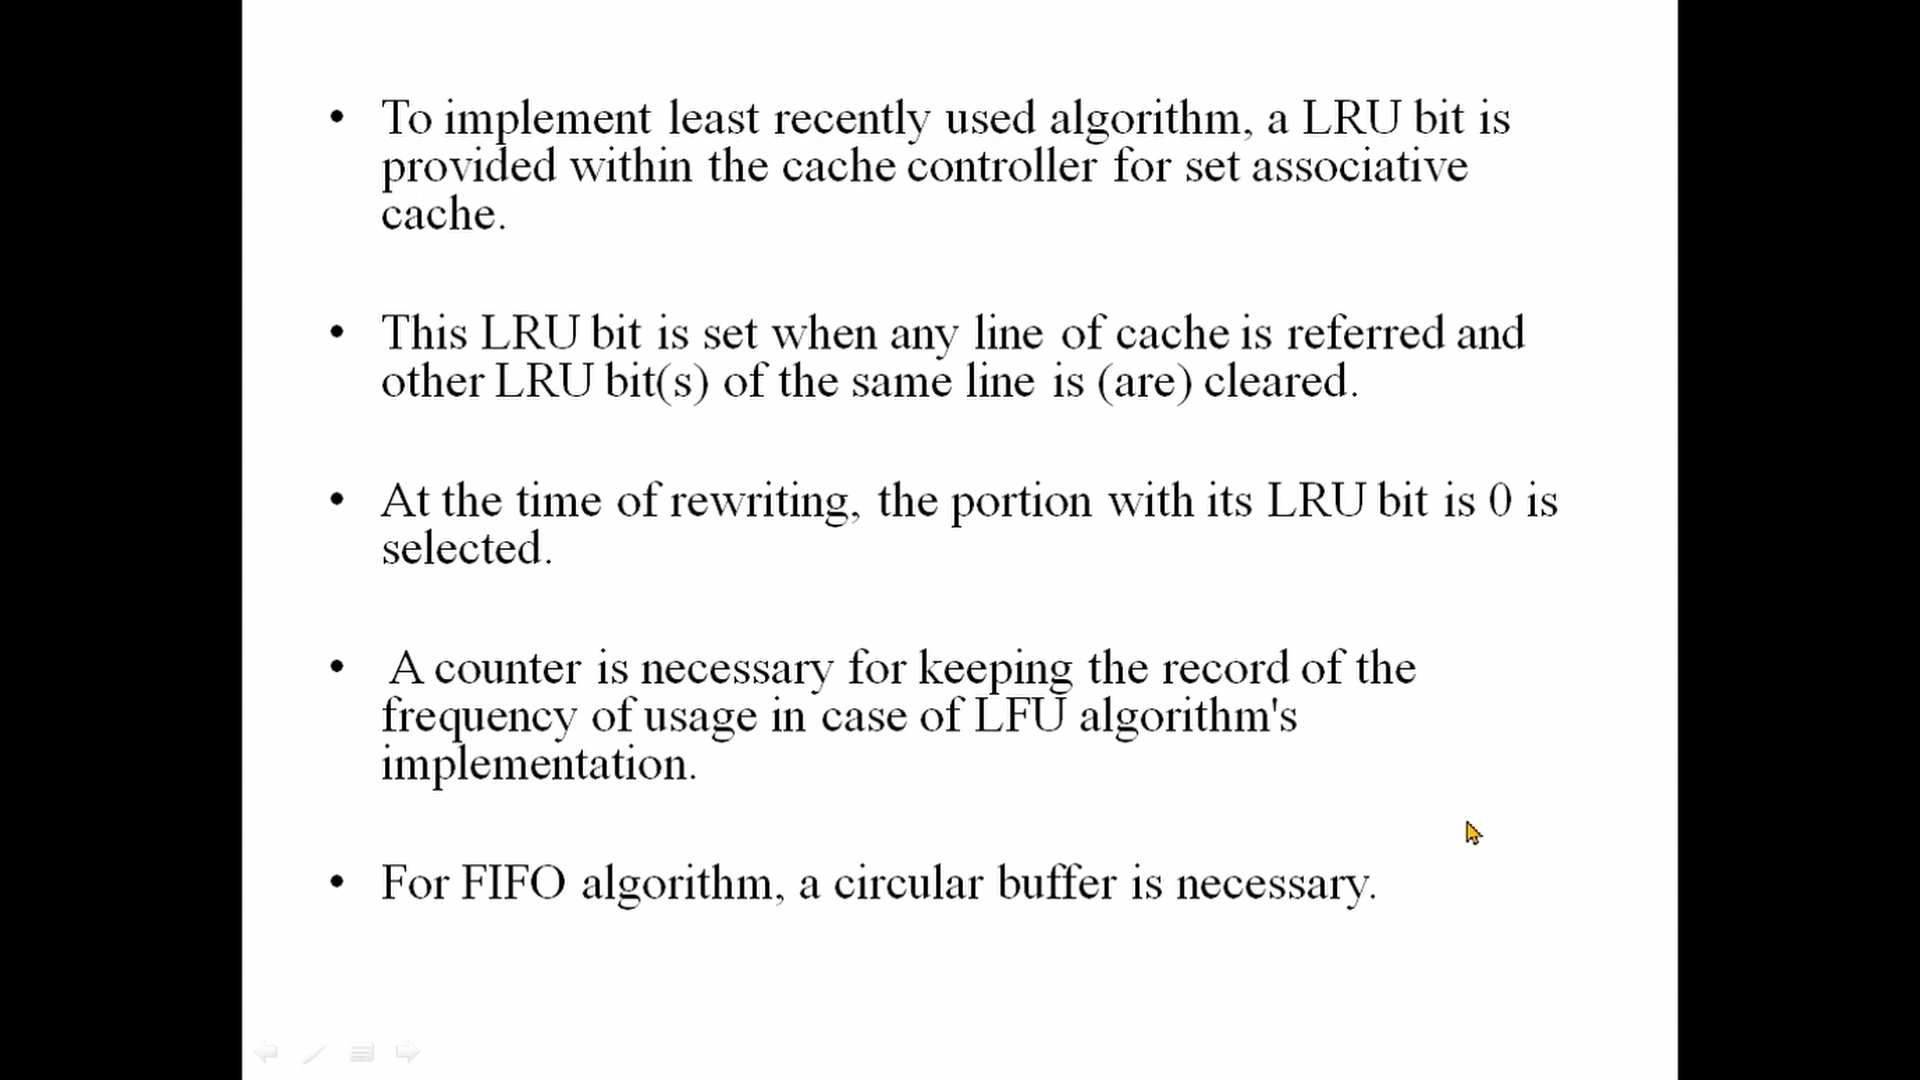 • To implement least recently used algorithm, a LRU bit is
provided within the cache controller for set associative
cache.
• This LRU bit is set when any line of cache is referred and
other LRU bit(s) of the same line is (are) cleared.
• At the time of rewriting, the portion with its LRU bit is 0 is
selected.
• A counter is necessary for keeping the record of the
frequency of usage in case of LFU algorithm's
implementation.
• For FIFO algorithm, a circular buffer is necessary.